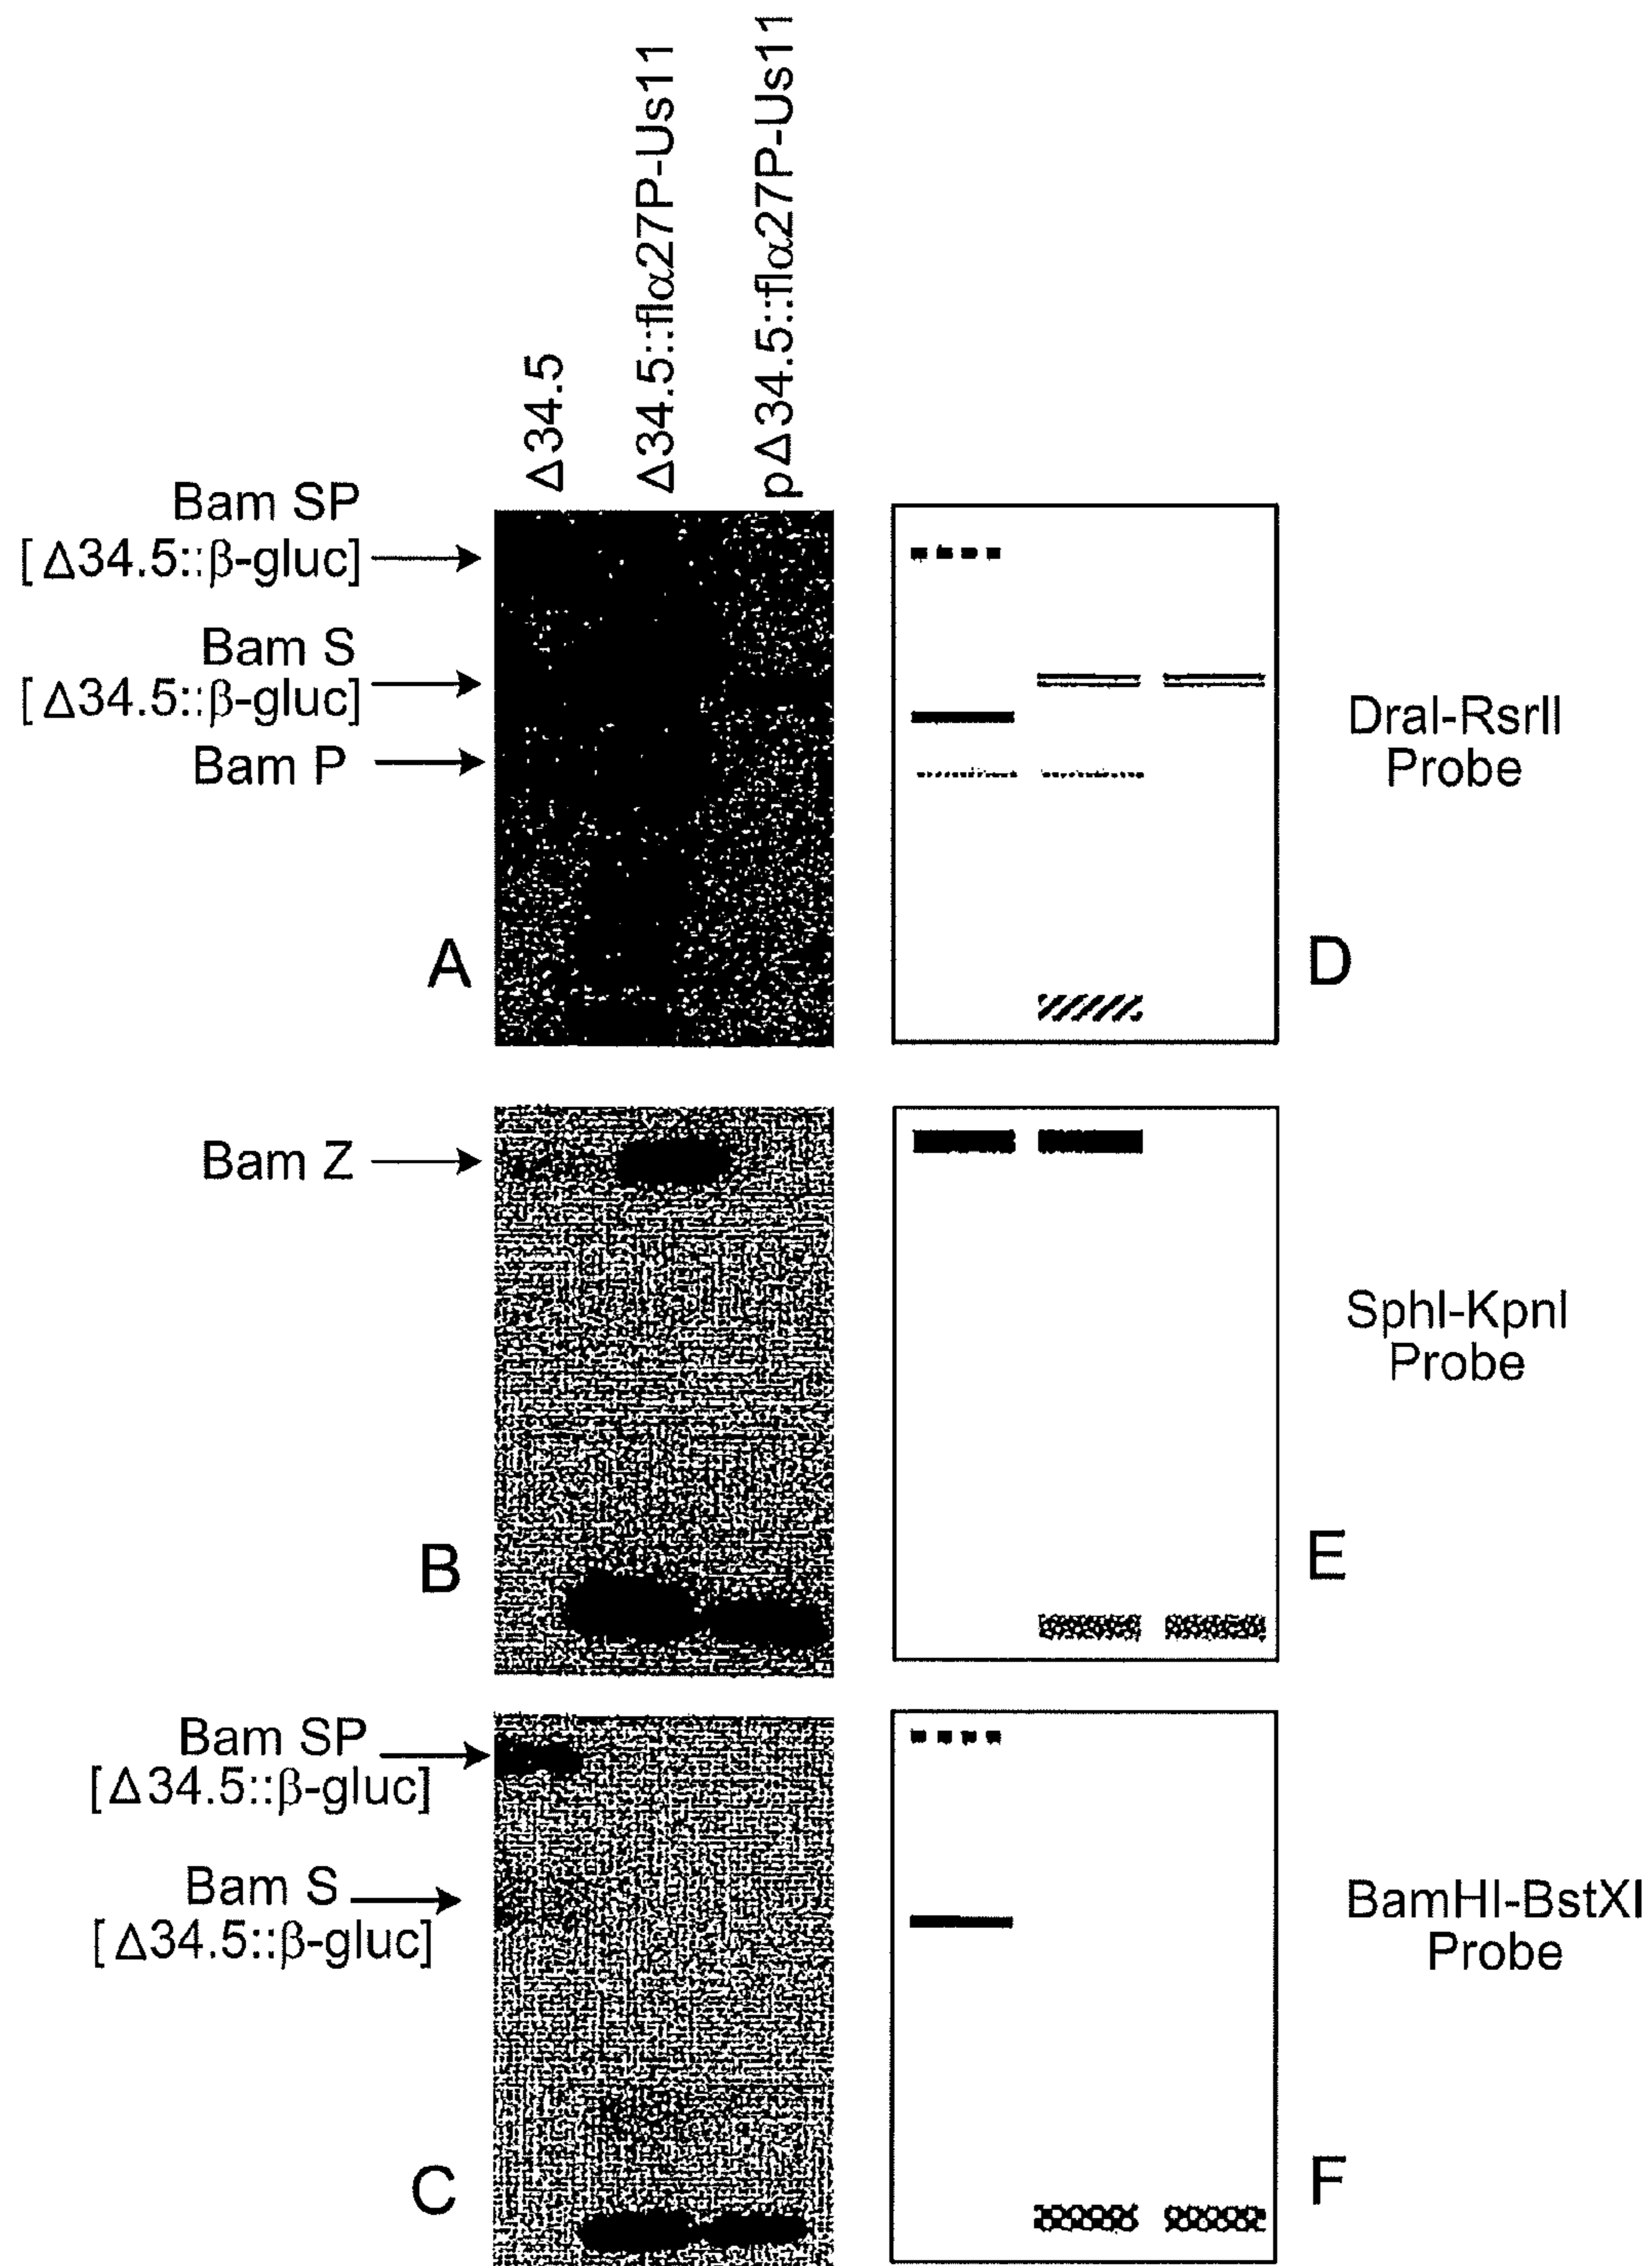 Δ34.5
Δ34.5::flα27P-Us11
pΔ34.5::flα27P-Us11
Bam SP
[Δ34.5::β-gluc]
Bam S
[Δ34.5::β-gluc]
Bam P
A
D
DraI-RsrII
Probe
Bam Z
B
E
SphI-KpnI
Probe
Bam SP
[Δ34.5::β-gluc]
Bam S
[Δ34.5::β-gluc]
C
F
BamHI-BstXI
Probe